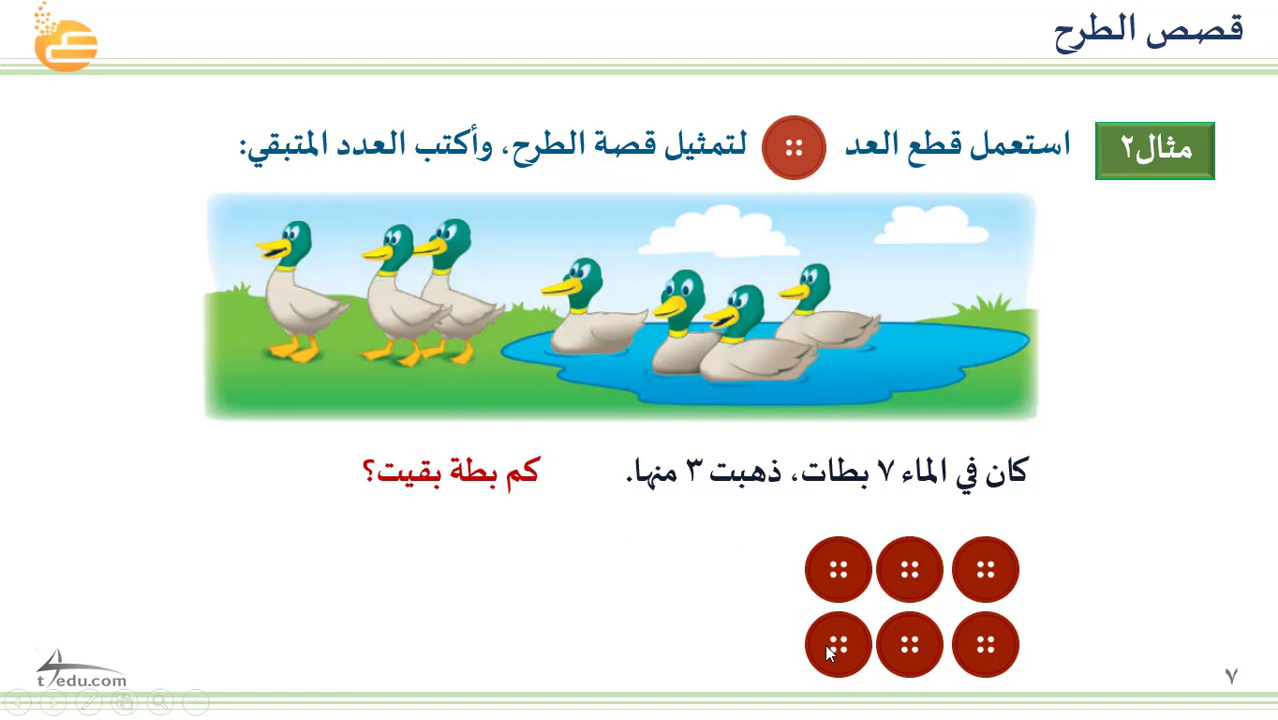 قصص الطرح
مثال٢
استعمل قطع العد لتمثيل قصة الطرح، وأكتب العدد المتبقي:
كان في الماء ٧ بطات، ذهبت ٣ منها. كم بطة بقيت؟
t4edu.com
٧